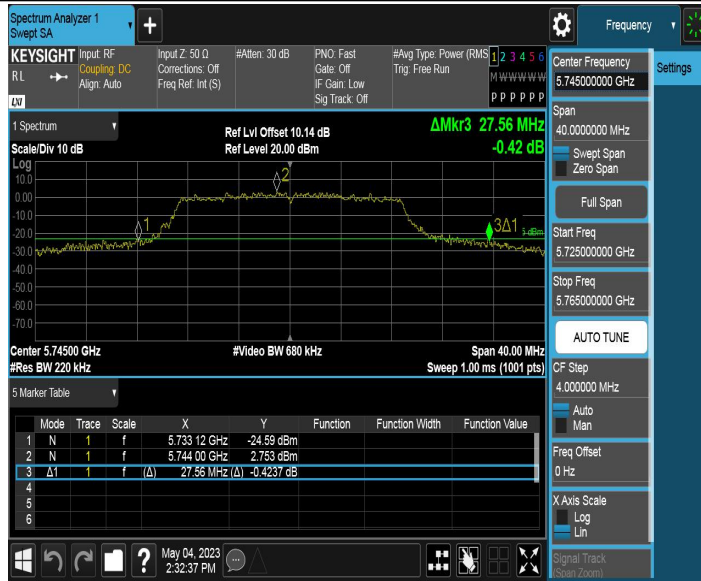 Spectrum Analyzer 1
Swept SA
Frequency
KEYSIGHT
RL
LXI
Input: RF
Coupling: DC
Align: Auto
Input Z: 50 Ω
Corrections: Off
Freq Ref: Int (S)
#Atten: 30 dB
PNO: Fast
Gate: Off
IF Gain: Low
Sig Track: Off
#Avg Type: Power (RMS
Trig: Free Run
1 2 3 4 5 6
M W W W W W
P P P P P P
1 Spectrum
Scale/Div 10 dB
Log
Ref Lvl Offset 10.14 dB
Ref Level 20.00 dBm
ΔMkr3 27.56 MHz
-0.42 dB
10.0
0.00
-10.0
-20.0
-30.0
-40.0
-50.0
-60.0
-70.0
1
2
3Δ1
Center 5.74500 GHz
#Res BW 220 kHz
#Video BW 680 kHz
Span 40.00 MHz
Sweep 1.00 ms (1001 pts)
5 Marker Table
Mode Trace Scale X Y Function Function Width Function Value
1 N 1 f 5.733 12 GHz -24.59 dBm
2 N 1 f 5.744 00 GHz 2.753 dBm
3 Δ1 1 f (Δ) 27.56 MHz (Δ) -0.4237 dB
4
5
6
May 04, 2023
2:32:37 PM
Center Frequency
5.745000000 GHz
Span
40.0000000 MHz
Swept Span
Zero Span
Full Span
Start Freq
5.725000000 GHz
Stop Freq
5.765000000 GHz
AUTO TUNE
CF Step
4.000000 MHz
Auto
Man
Freq Offset
0 Hz
X Axis Scale
Log
Lin
Signal Track
(Span Zoom)
Settings